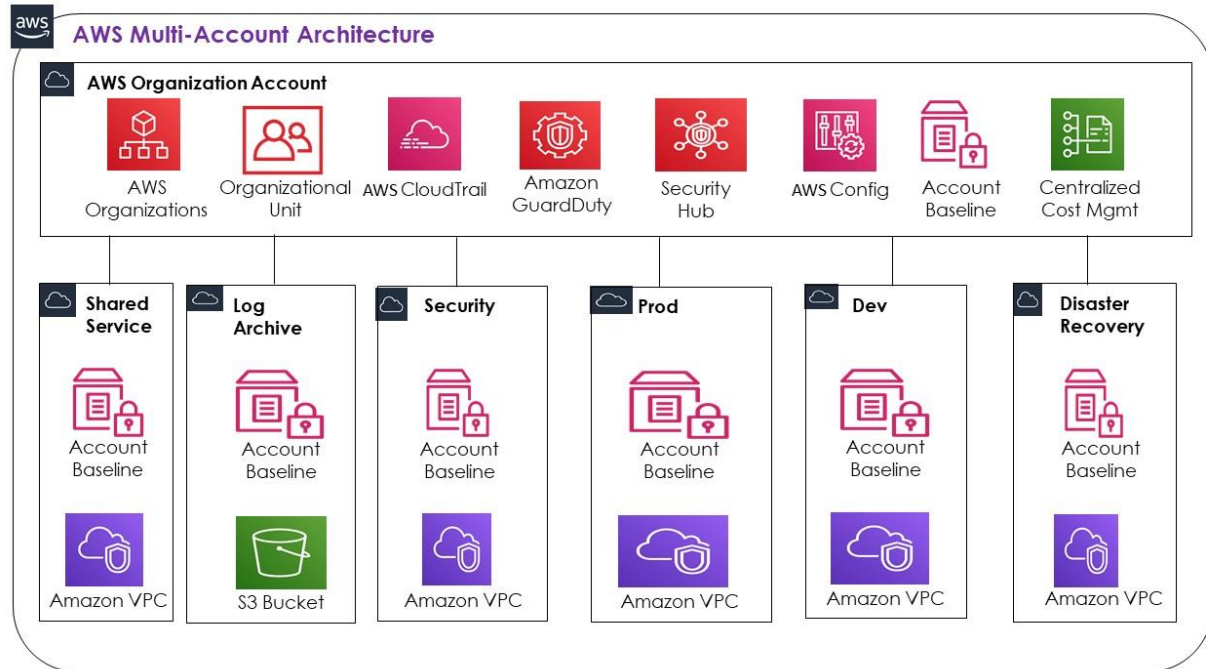 aws
AWS Multi-Account Architecture
AWS Organization Account
AWS
Organizations
Organizational
Unit
AWS CloudTrail
Amazon
GuardDuty
Security
Hub
AWS Config
Account
Baseline
Centralized
Cost Mgmt
Shared
Service
Account
Baseline
Amazon VPC
Log
Archive
Account
Baseline
S3 Bucket
Security
Account
Baseline
Amazon VPC
Prod
Account
Baseline
Amazon VPC
Dev
Account
Baseline
Amazon VPC
Disaster
Recovery
Account
Baseline
Amazon VPC